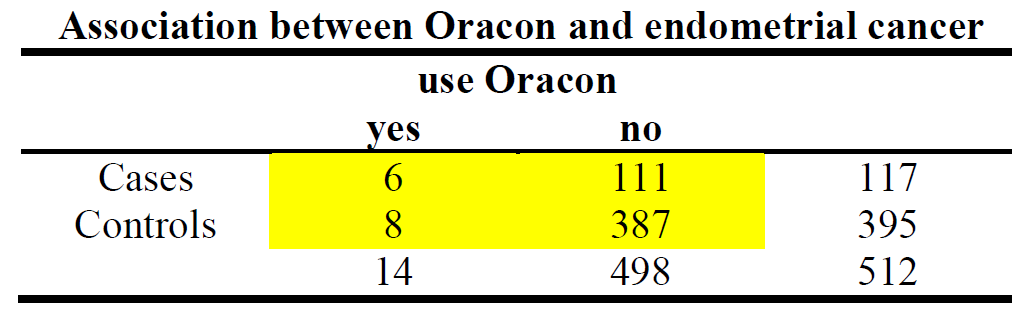 Association between Oracon and endometrial cancer
use Oracon
yes no
Cases 6 111 117
Controls 8 387 395
14 498 512